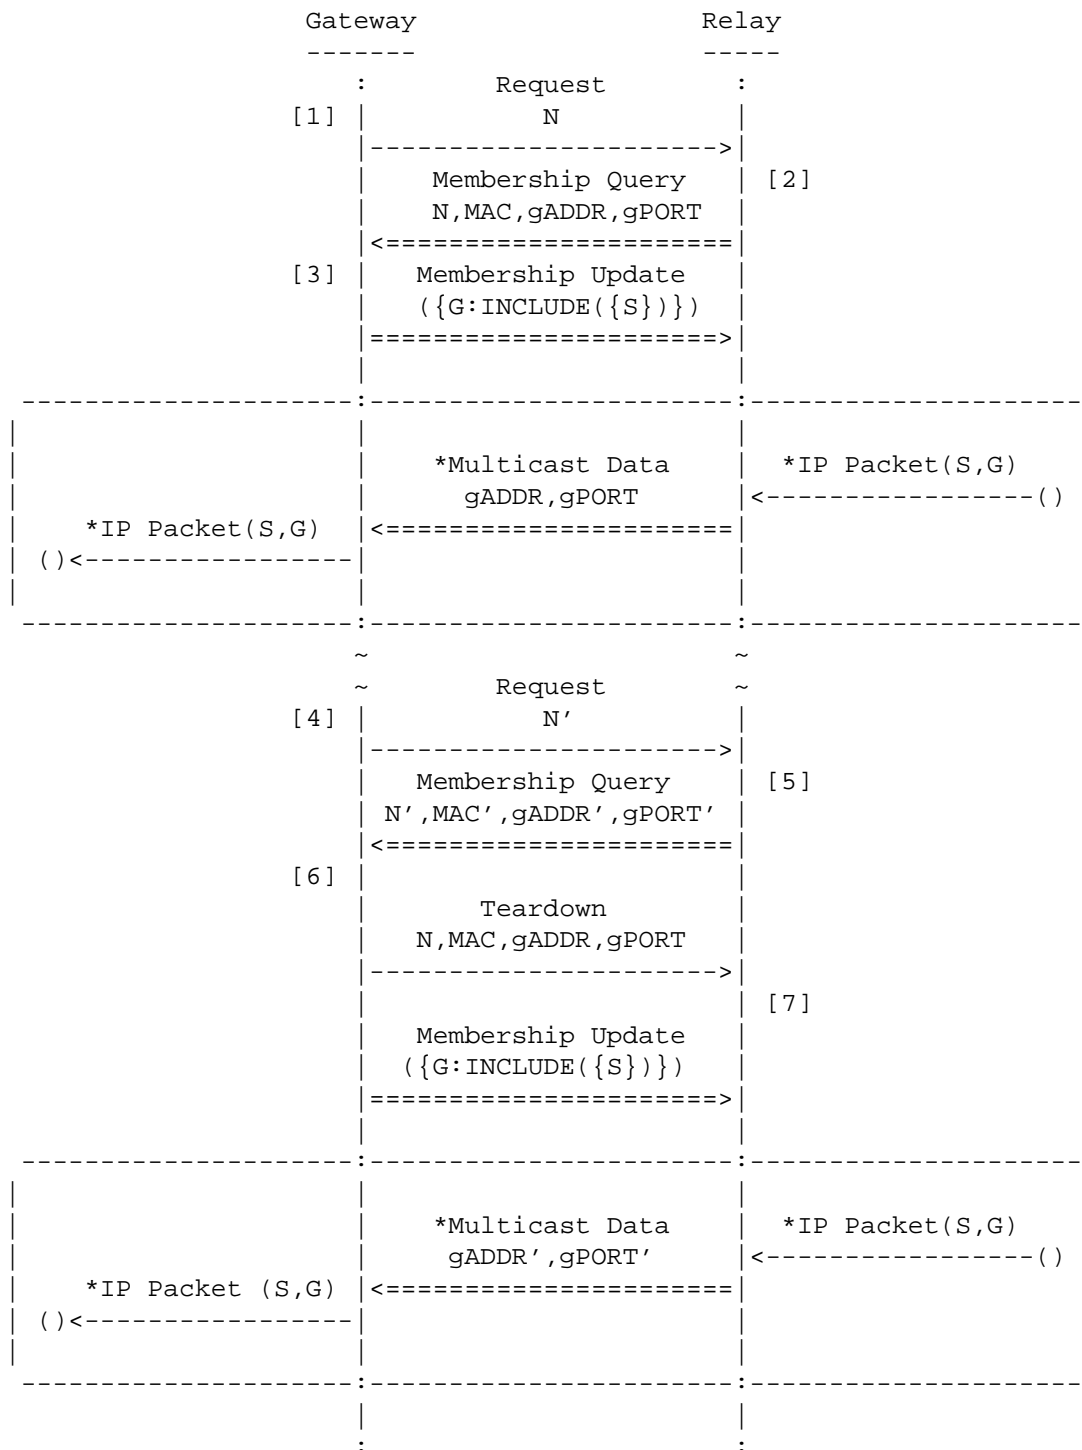 Gateway Relay
------- -----
: Request :
[1] | N |
|---------------------->|
| Membership Query | [2]
| N,MAC,gADDR,gPORT |
|<======================|
[3] | Membership Update |
| ({G:INCLUDE({S})}) |
|======================>|
| |
---------------------:-----------------------:---------------------
| | |
| | *Multicast Data | *IP Packet(S,G)
| | gADDR,gPORT |<-----------------()
| *IP Packet(S,G) |<======================|
| ()<-----------------| |
| | |
---------------------:-----------------------:---------------------
~ ~
~ Request ~
[4] | N’ |
|---------------------->|
| Membership Query | [5]
| N’,MAC’,gADDR’,gPORT’ |
|<======================|
[6] | |
| Teardown |
| N,MAC,gADDR,gPORT |
|---------------------->|
| | [7]
| Membership Update |
| ({G:INCLUDE({S})}) |
|======================>|
| |
---------------------:-----------------------:---------------------
| | |
| | *Multicast Data | *IP Packet(S,G)
| | gADDR’,gPORT’ |<-----------------()
| *IP Packet (S,G) |<======================|
| ()<-----------------| |
| | |
---------------------:-----------------------:---------------------
| |
: :